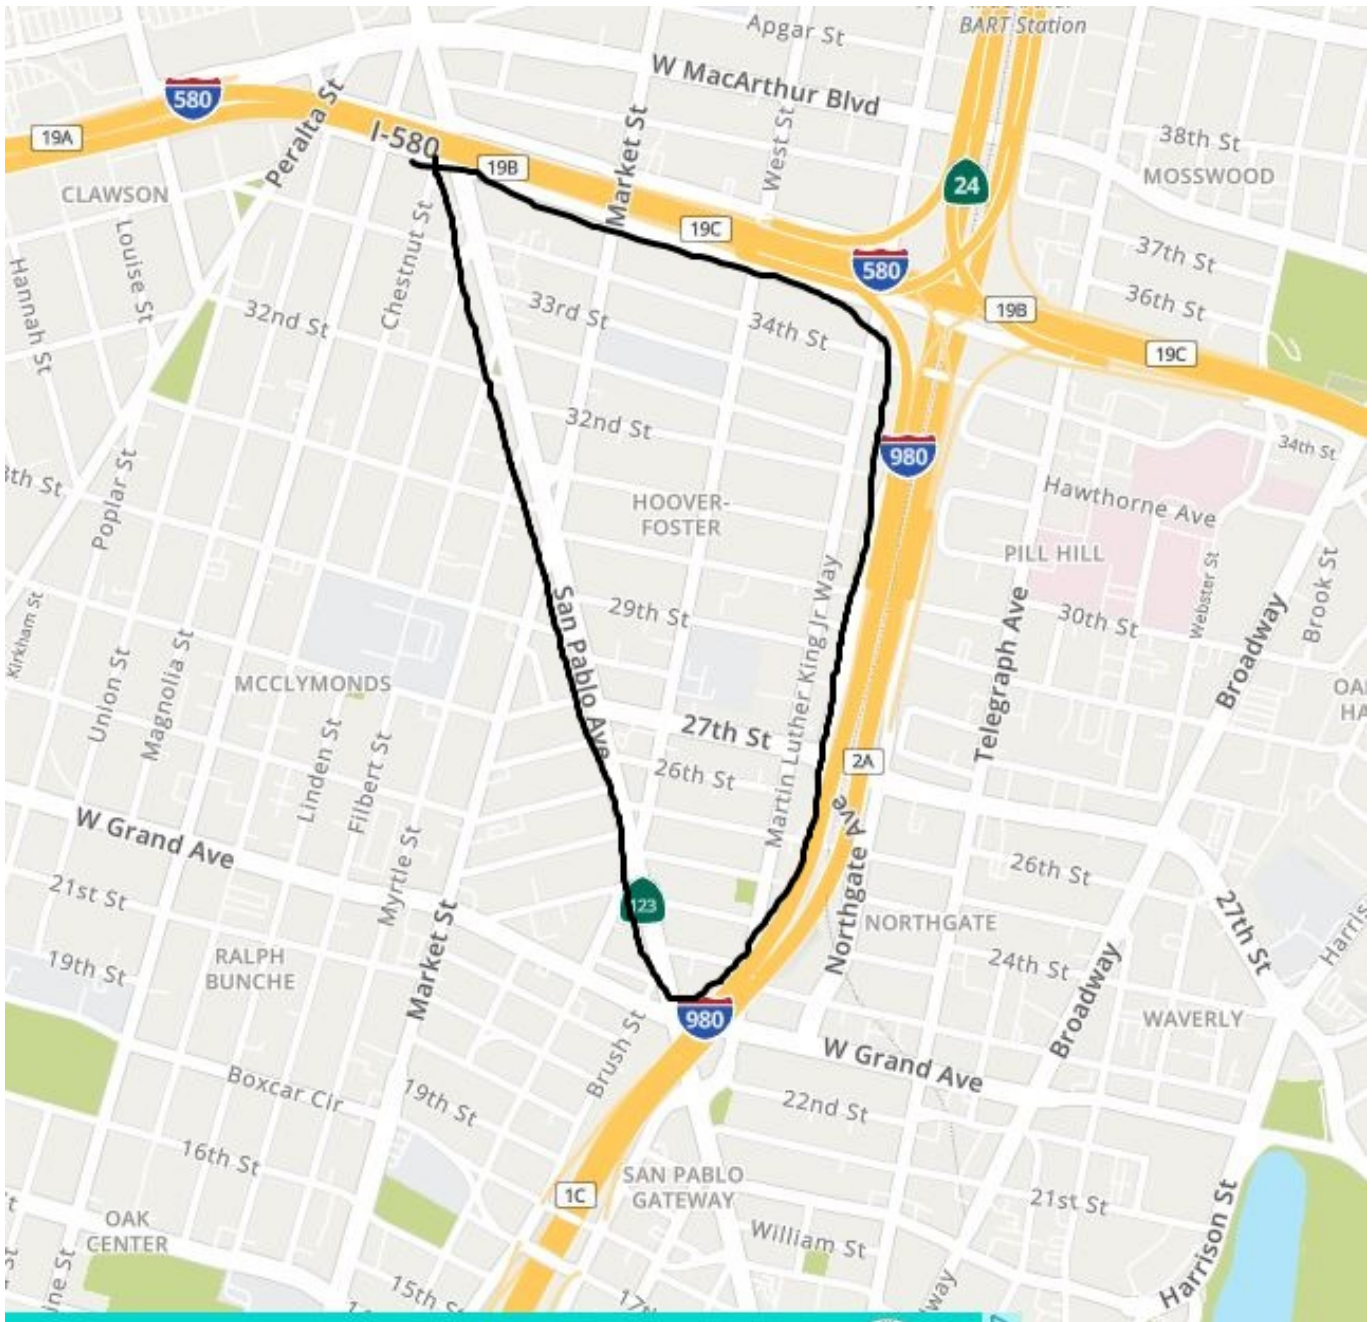 Apgar St
BART Station
W MacArthur Blvd
580
19A
Peralta St
I-580
19B
Market St
West St
24
38th St
MOSSWOOD
CLAWSON
Louise St
Chestnut St
19C
580
37th St
36th St
19B
19C
Hannah St
32nd St
33rd St
34th St
32nd St
980
34th St
Poplar St
HOOVER-
FOSTER
Hawthorne Ave
PILL HILL
Webster St
Brook St
Kirkham St
Union St
Magnolia St
MCCLYMONDS
San Pablo Ave
29th St
Martin Luther King Jr Way
30th St
Telegraph Ave
Broadway
Linden St
Filbert St
27th St
26th St
2A
W Grand Ave
21st St
Myrtle St
Market St
123
Northgate Ave
NORTHGATE
26th St
27th St
24th St
19th St
RALPH
BUNCHE
Broadway
WAVERLY
980
Brush St
W Grand Ave
Boxcar Cir
19th St
22nd St
16th St
1C
SAN PABLO
GATEWAY
21st St
OAK
CENTER
William St
Harrison St
15th St